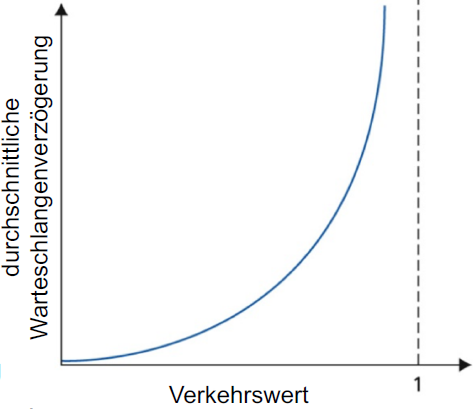 durchschnittliche
Warteschlangenverzögerung
1
Verkehrswert